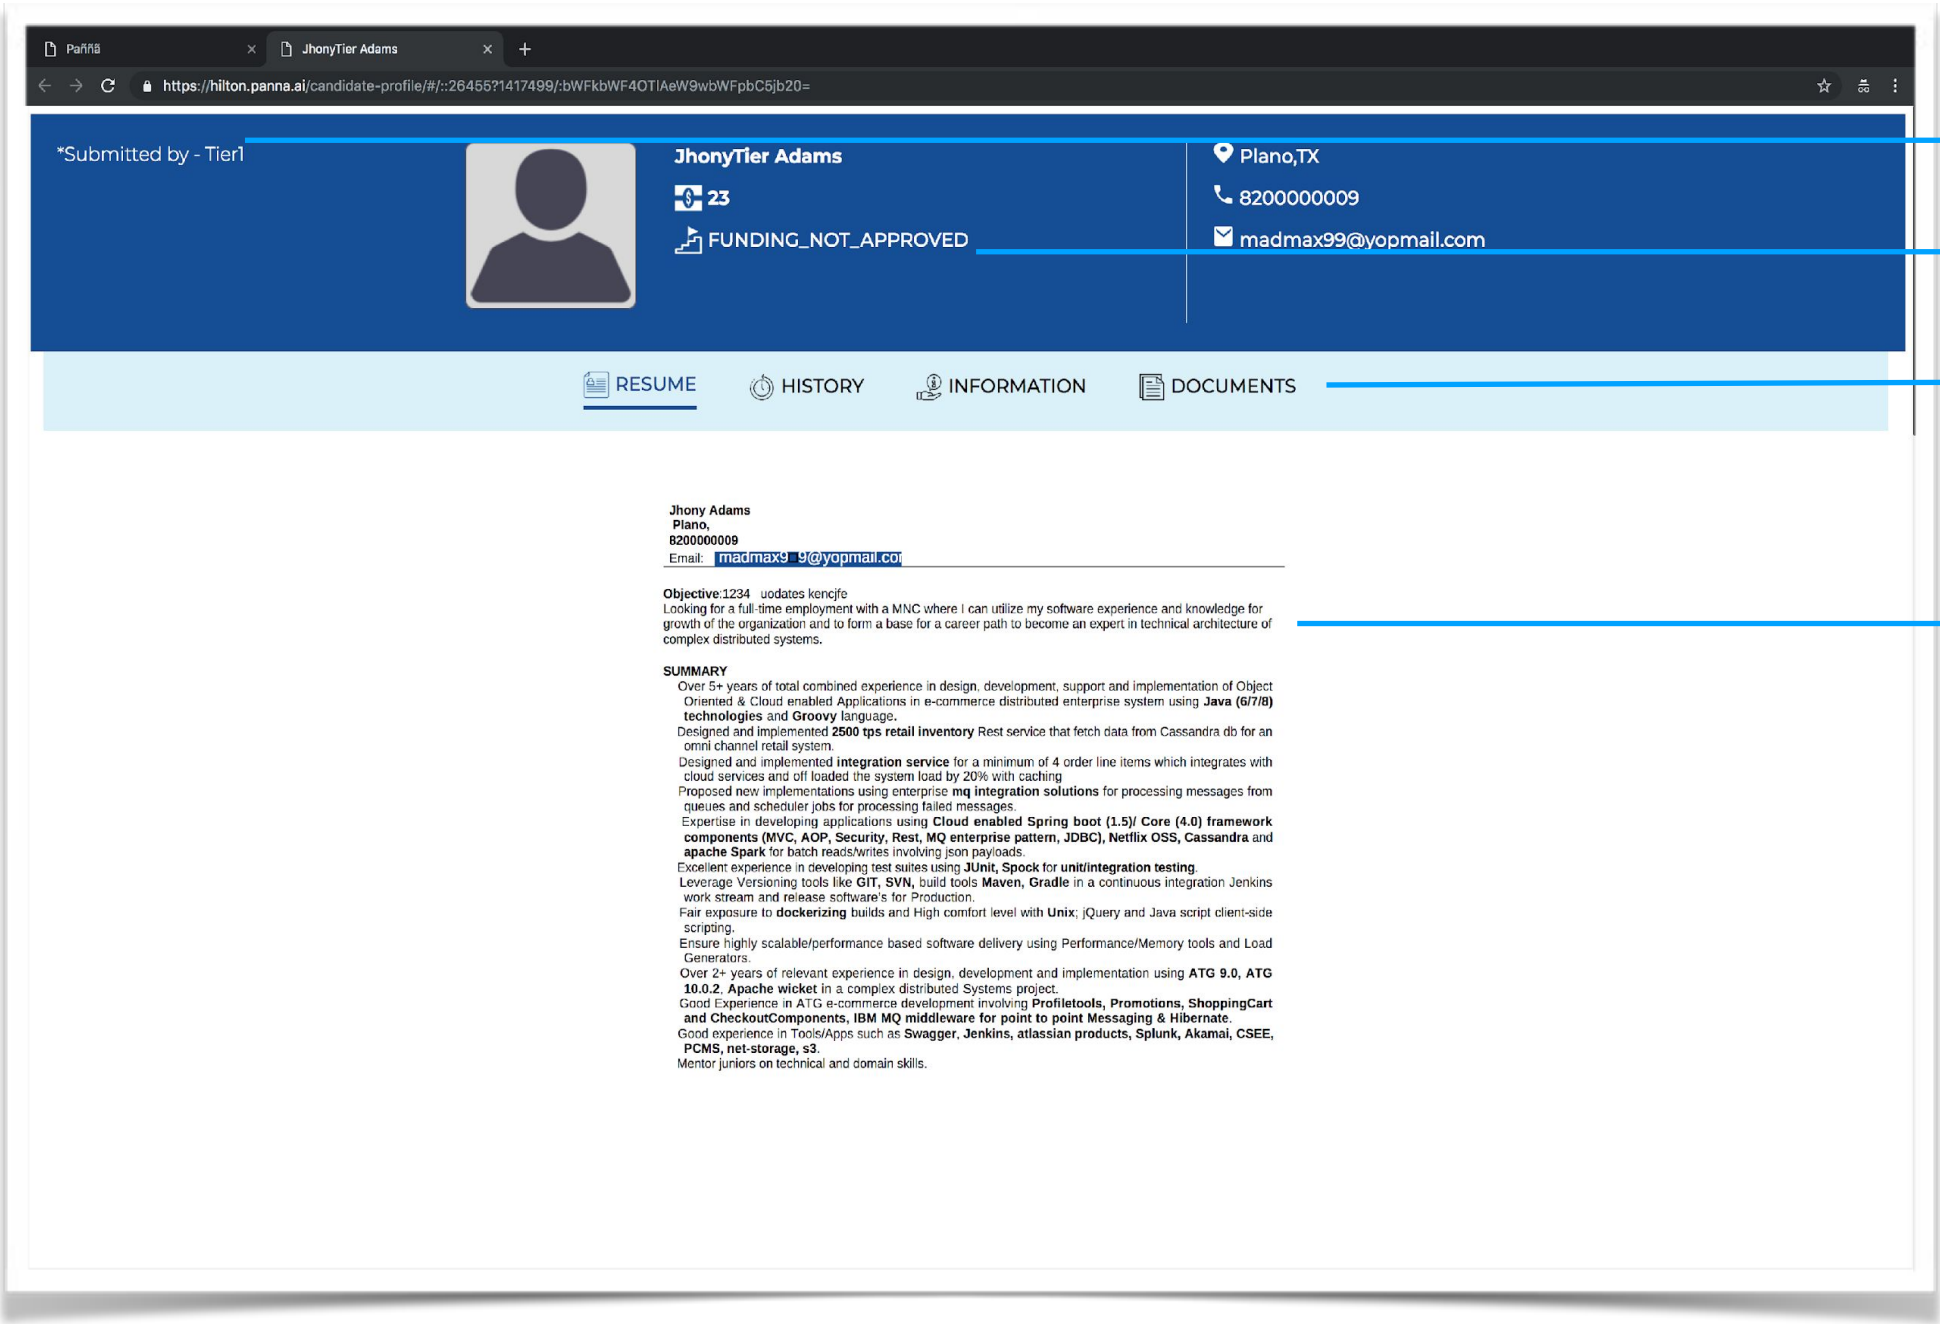 Paññã
JhonyTier Adams
https://hilton.panna.ai/candidate-profile/#/::26455?1417499/:bWFkbWF4OTlAeW9wbWFpbC5jb20=
*Submitted by - Tier1
JhonyTier Adams
23
FUNDING_NOT_APPROVED
Plano,TX
8200000009
madmax99@yopmail.com
RESUME HISTORY INFORMATION DOCUMENTS
Jhony Adams
Plano,
8200000009
Email: madmax9 9@yopmail.cor
Objective:1234 uodates kencjfe
Looking for a full-time employment with a MNC where I can utilize my software experience and knowledge for
growth of the organization and to form a base for a career path to become an expert in technical architecture of
complex distributed systems.
SUMMARY
Over 5+ years of total combined experience in design, development, support and implementation of Object
Oriented & Cloud enabled Applications in e-commerce distributed enterprise system using Java (6/7/8)
technologies and Groovy language.
Designed and implemented 2500 tps retail inventory Rest service that fetch data from Cassandra db for an
omni channel retail system.
Designed and implemented integration service for a minimum of 4 order line items which integrates with
cloud services and off loaded the system load by 20% with caching
Proposed new implementations using enterprise mq integration solutions for processing messages from
queues and scheduler jobs for processing failed messages.
Expertise in developing applications using Cloud enabled Spring boot (1.5)/ Core (4.0) framework
components (MVC, AOP, Security, Rest, MQ enterprise pattern, JDBC), Netflix OSS, Cassandra and
apache Spark for batch reads/writes involving json payloads.
Excellent experience in developing test suites using JUnit, Spock for unit/integration testing.
Leverage Versioning tools like GIT, SVN, build tools Maven, Gradle in a continuous integration Jenkins
work stream and release software's for Production.
Fair exposure to dockerizing builds and High comfort level with Unix; jQuery and Java script client-side
scripting.
Ensure highly scalable/performance based software delivery using Performance/Memory tools and Load
Generators.
Over 2+ years of relevant experience in design, development and implementation using ATG 9.0, ATG
10.0.2, Apache wicket in a complex distributed Systems project.
Good Experience in ATG e-commerce development involving Profiletools, Promotions, ShoppingCart
and CheckoutComponents, IBM MQ middleware for point to point Messaging & Hibernate.
Good experience in Tools/Apps such as Swagger, Jenkins, atlassian products, Splunk, Akamai, CSEE,
PCMS, net-storage, s3.
Mentor juniors on technical and domain skills.